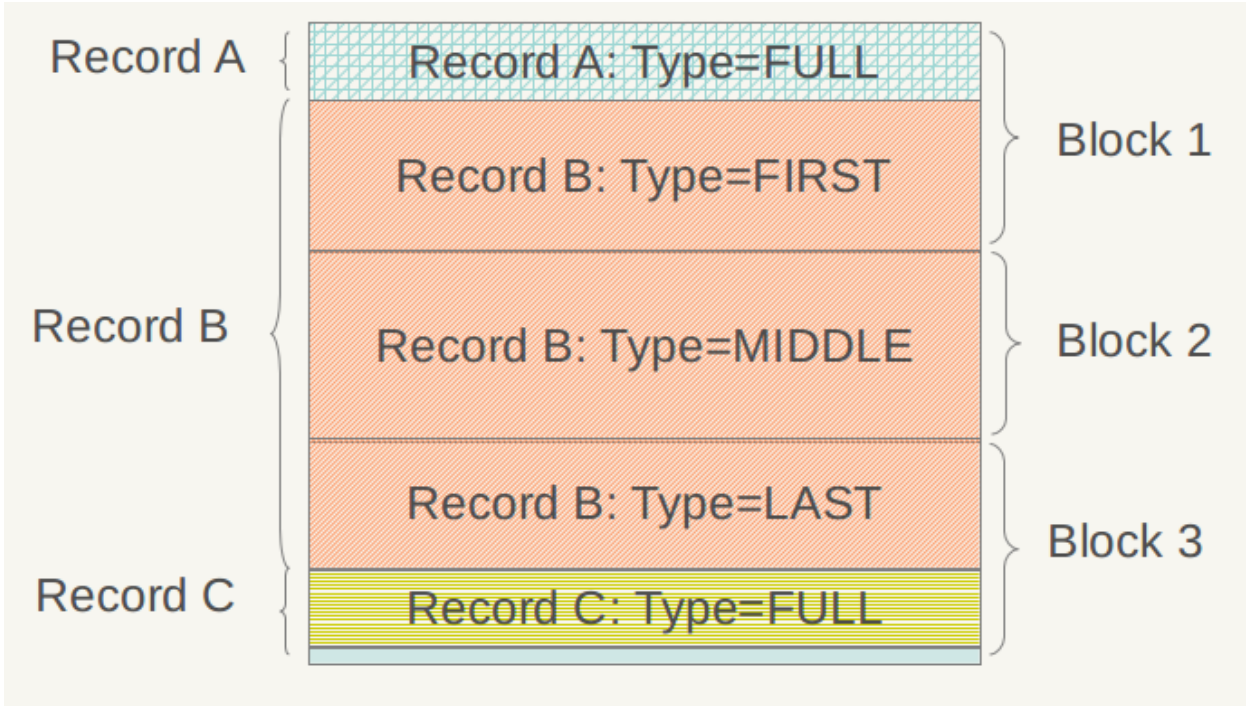 Record A
Record A: Type=FULL
Block 1
Record B: Type=FIRST
Record B
Record B: Type=MIDDLE
Block 2
Record B: Type=LAST
Block 3
Record C
Record C: Type=FULL